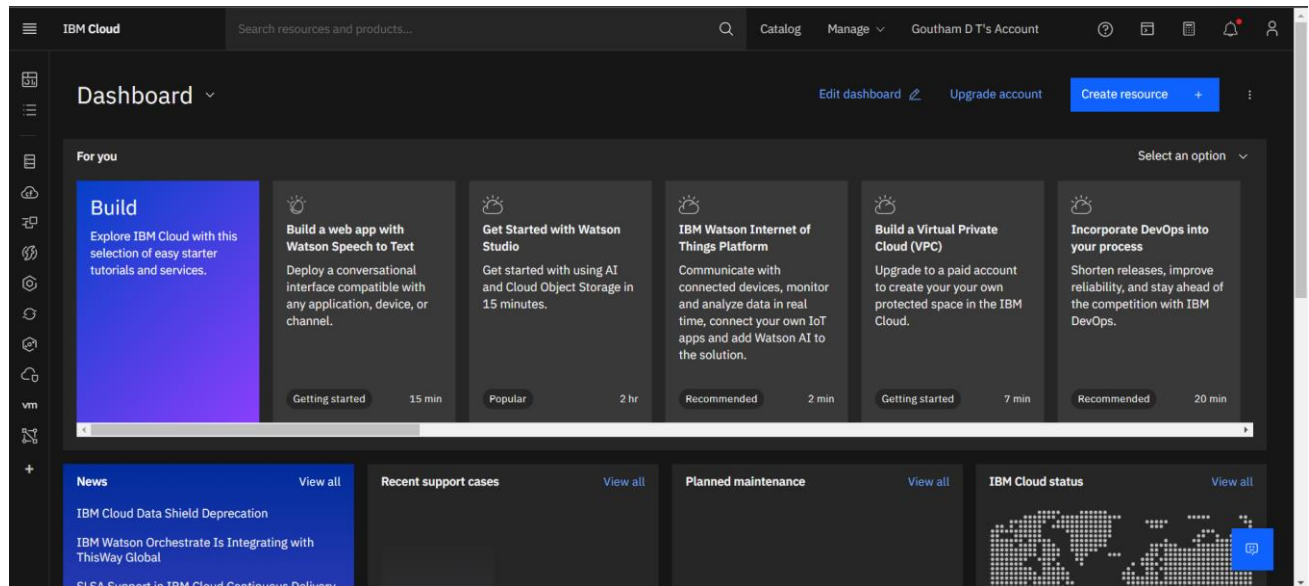 IBM Cloud
Search resources and products...
Catalog
Manage
Goutham D T's Account
Dashboard
Edit dashboard
Upgrade account
Create resource +
For you
Select an option
Build
Explore IBM Cloud with this
selection of easy starter
tutorials and services.
Build a web app with
Watson Speech to Text
Deploy a conversational
interface compatible with
any application, device, or
channel.
Getting started
15 min
Get Started with Watson
Studio
Get started with using AI
and Cloud Object Storage in
15 minutes.
Popular
2 hr
IBM Watson Internet of
Things Platform
Communicate with
connected devices, monitor
and analyze data in real
time, connect your own IoT
apps and add Watson AI to
the solution.
Recommended
2 min
Build a Virtual Private
Cloud (VPC)
Upgrade to a paid account
to create your your own
protected space in the IBM
Cloud.
Getting started
7 min
Incorporate DevOps into
your process
Shorten releases, improve
reliability, and stay ahead of
the competition with IBM
DevOps.
Recommended
20 min
vm
News
View all
IBM Cloud Data Shield Deprecation
IBM Watson Orchestrate Is Integrating with
ThisWay Global
SLSA Support in IBM Cloud Continuous Delivery
Recent support cases
View all
Planned maintenance
View all
IBM Cloud status
View all